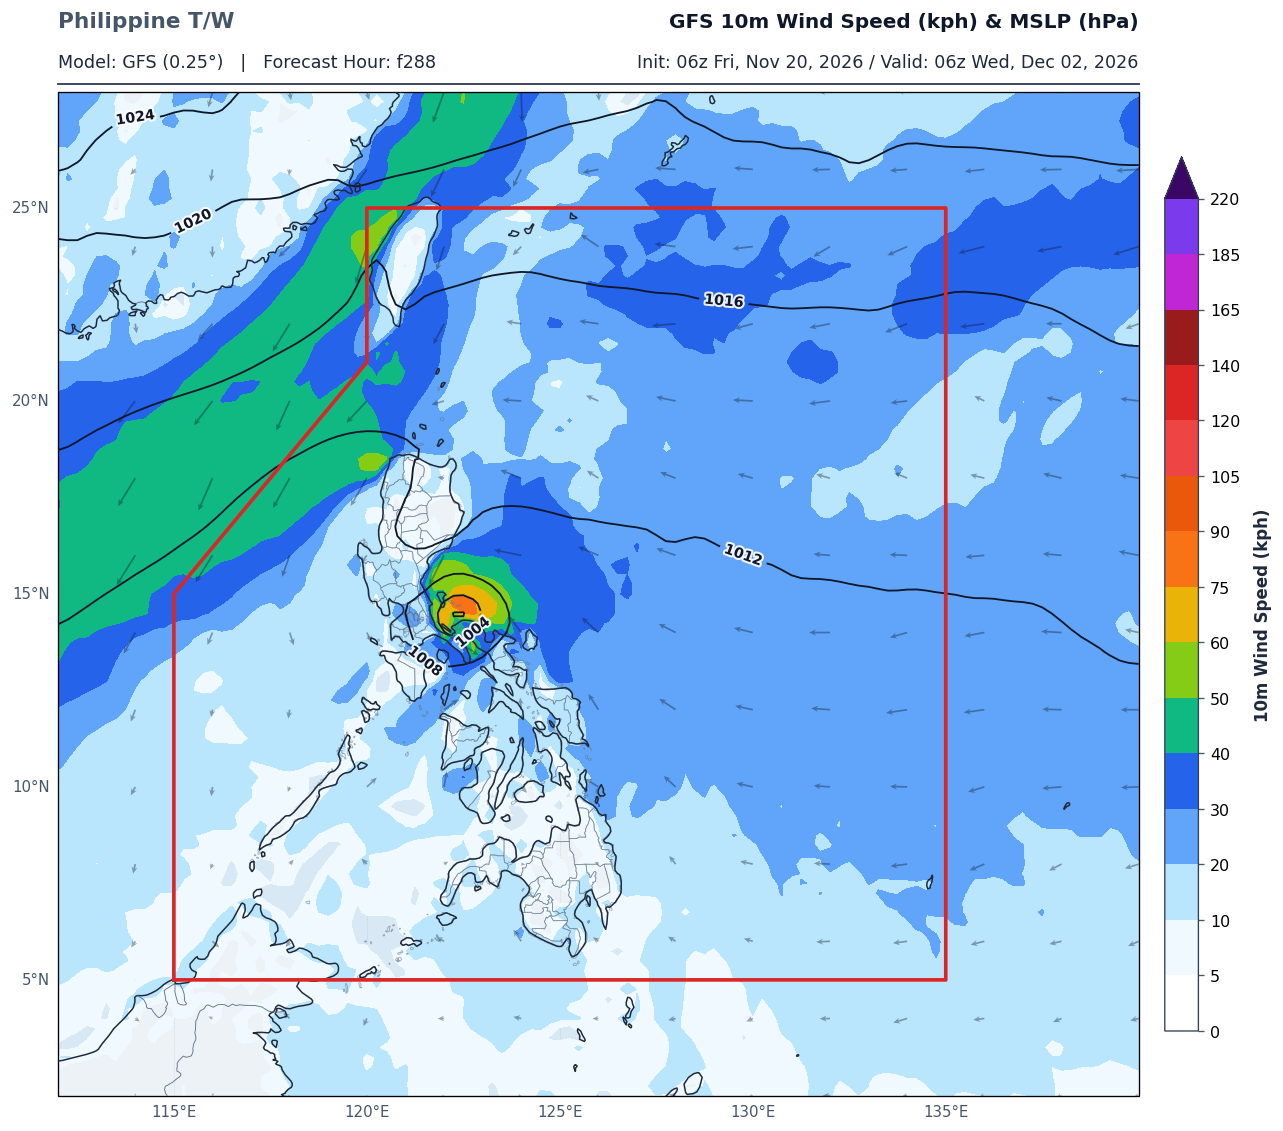 Philippine T/W
GFS 10m Wind Speed (kph) & MSLP (hPa)
Model: GFS (0.25°) | Forecast Hour: f288
Init: 06z Fri, Nov 20, 2026 / Valid: 06z Wed, Dec 02, 2026
1024
1020
1016
1012
1008
1004
25°N
20°N
15°N
10°N
5°N
115°E
120°E
125°E
130°E
135°E
220
185
165
140
120
105
90
75
60
50
40
30
20
10
5
0
10m Wind Speed (kph)